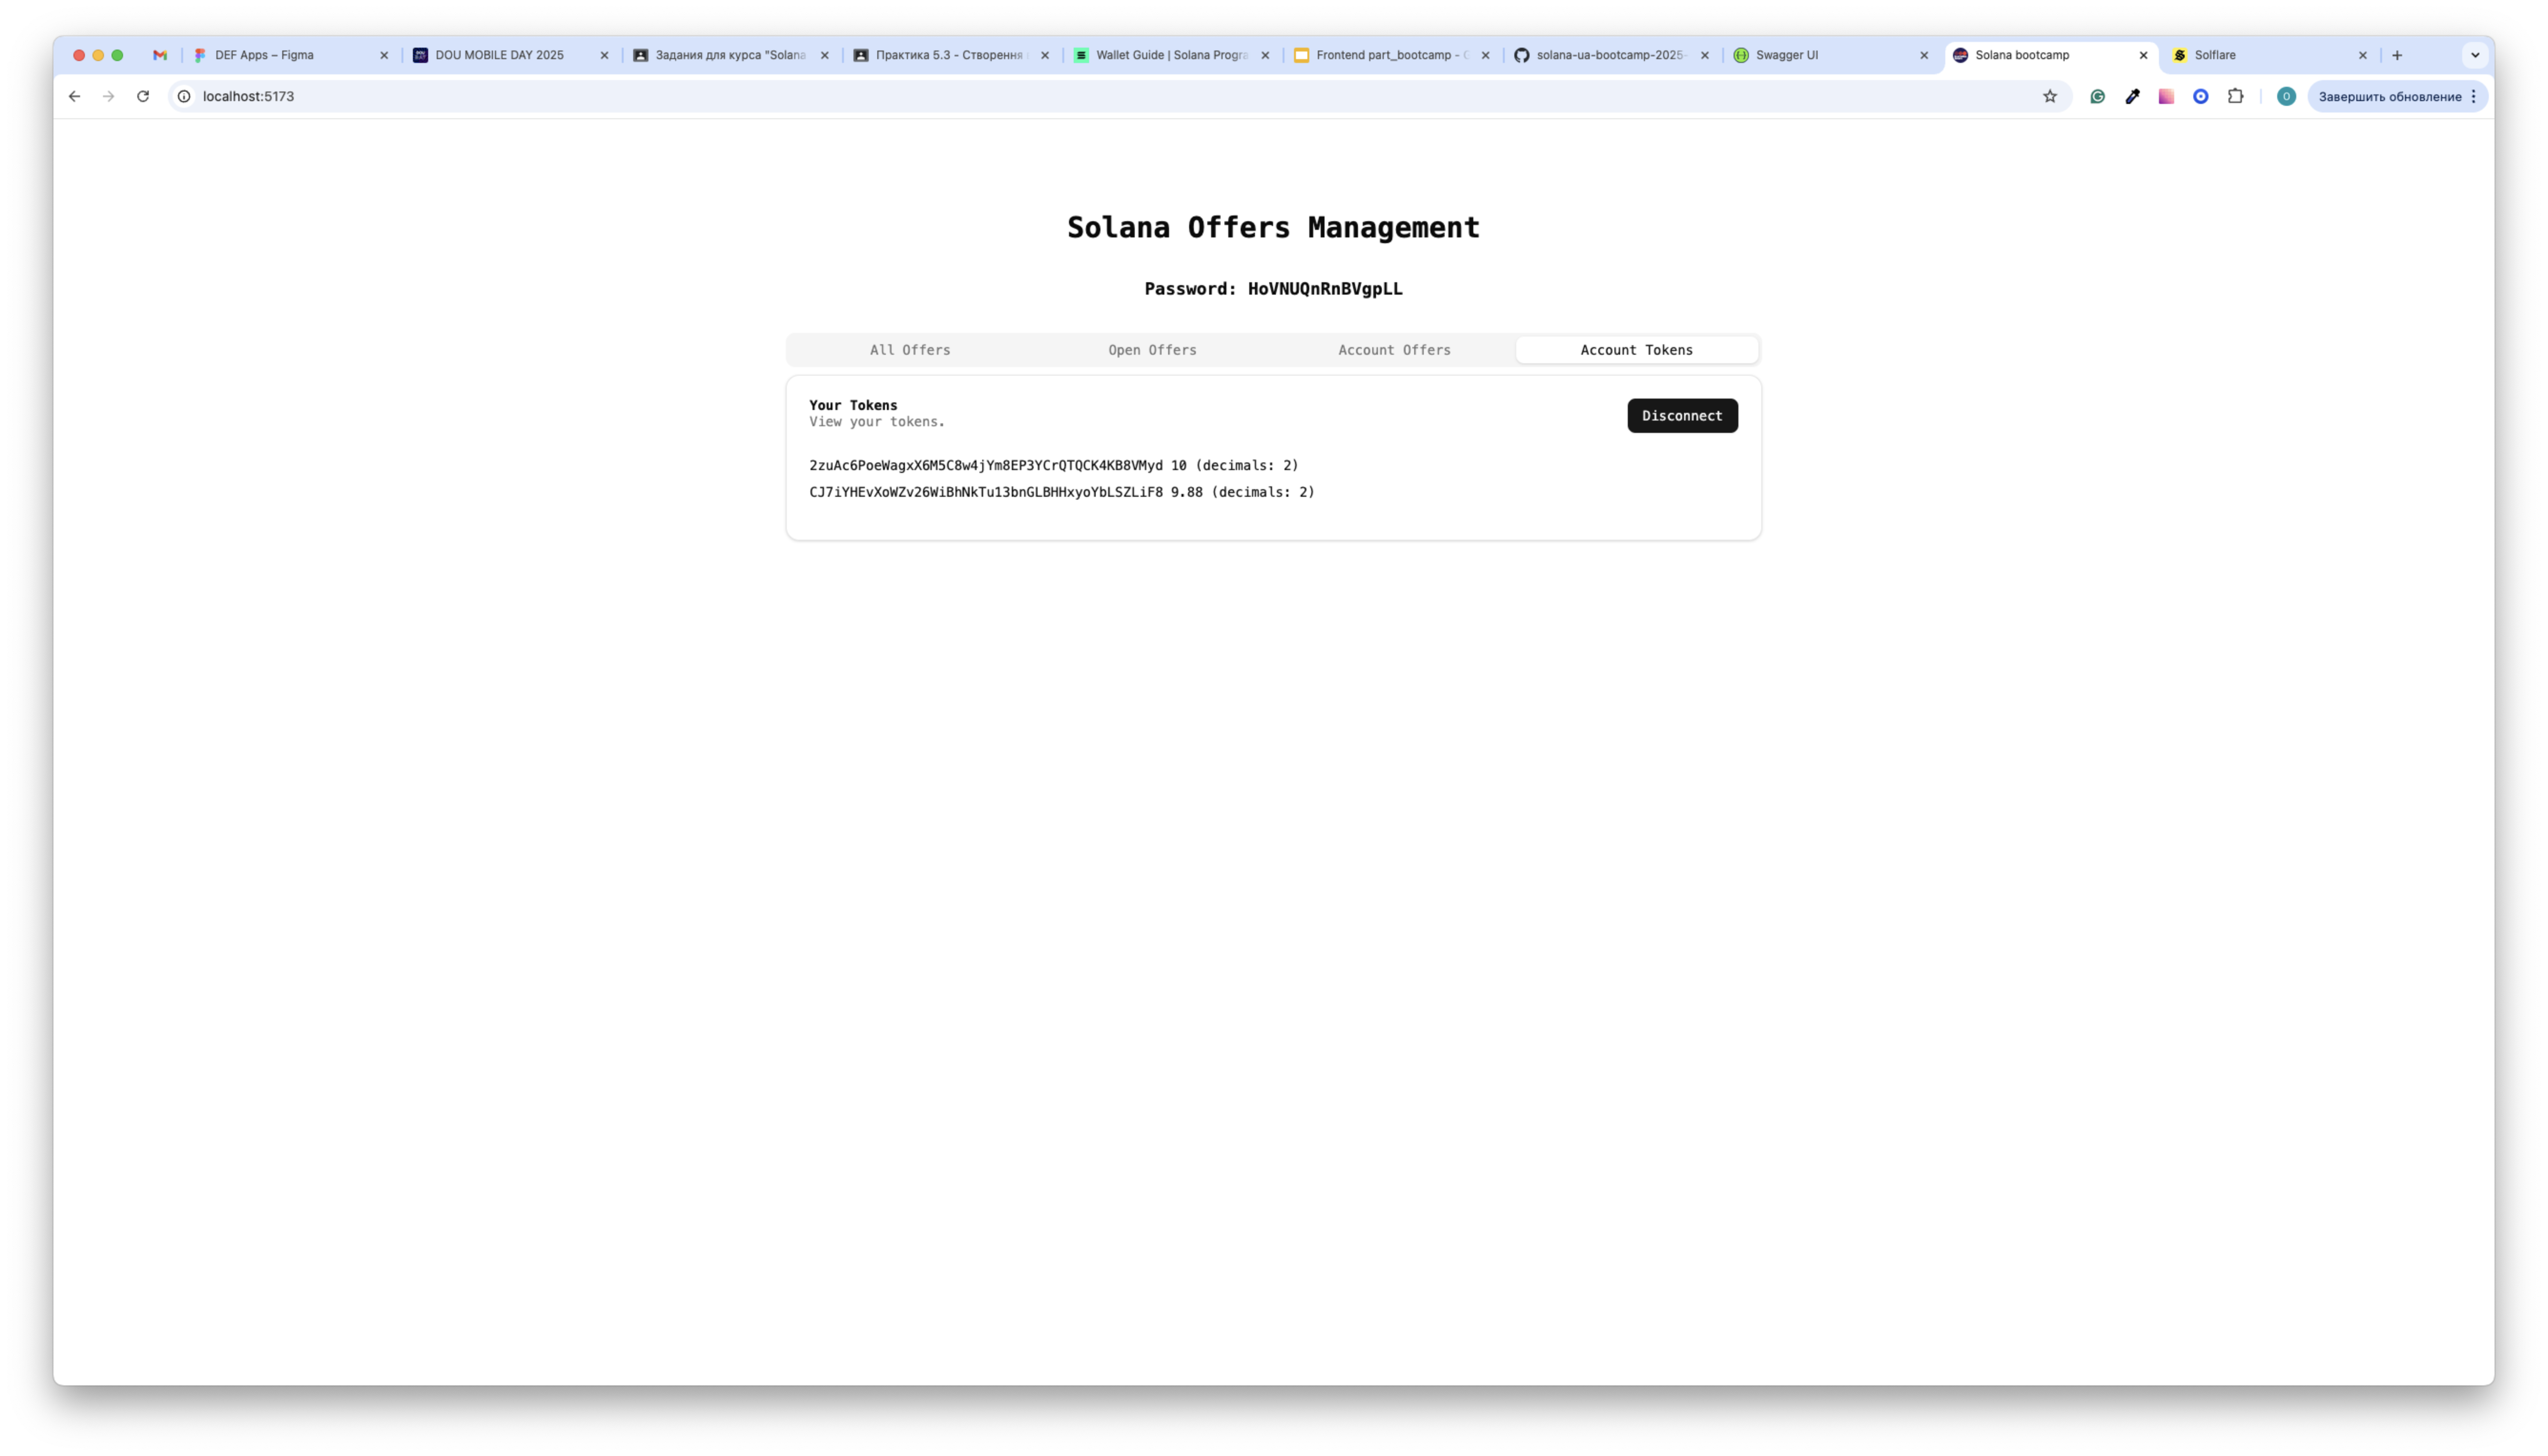 DEF Apps – Figma
DOU MOBILE DAY 2025
Задания для курса "Solana
Практика 5.3 - Створення
Wallet Guide | Solana Progra
Frontend part_bootcamp -
solana-ua-bootcamp-2025-
Swagger UI
Solana bootcamp
Solflare
localhost:5173
O
Завершить обновление
Solana Offers Management
Password: HoVNUQnRnBVgpLL
All Offers
Open Offers
Account Offers
Account Tokens
Your Tokens
View your tokens.
Disconnect
2zuAc6PoeWagxX6M5C8w4jYm8EP3YCrQTQCK4KB8VMyd 10 (decimals: 2)
CJ7iYHEvXoWZv26WiBhNkTu13bnGLBHHxyoYbLSZLiF8 9.88 (decimals: 2)